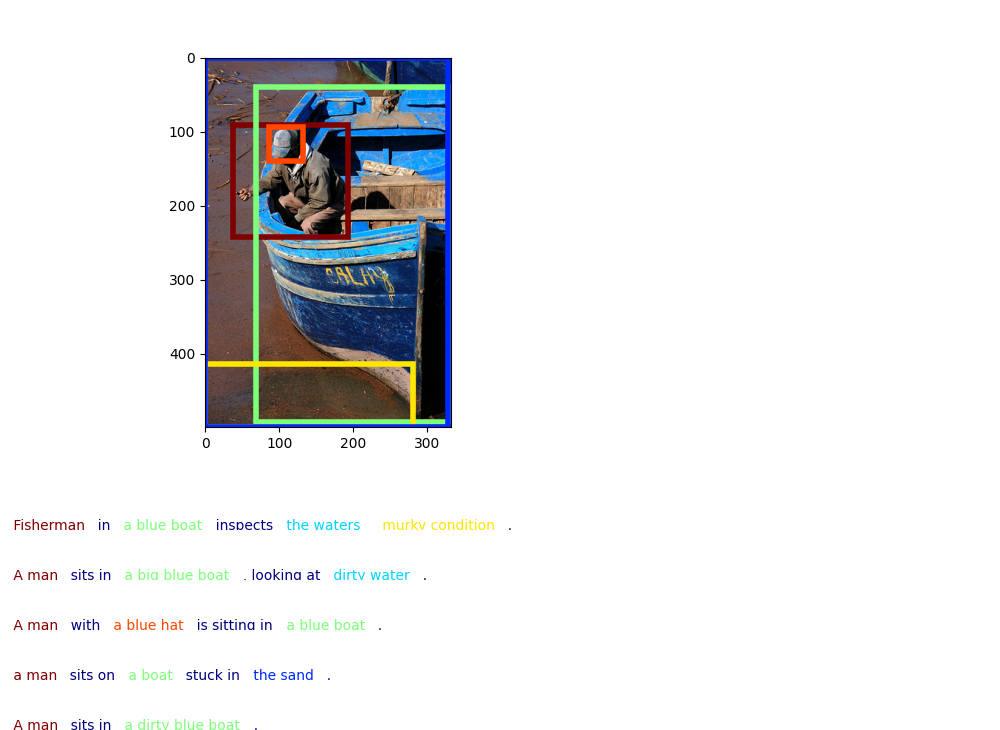 0
100
200
300
400
0 100 200 300
Fisherman in a blue boat inspects the waters murky condition .
A man sits in a big blue boat , looking at dirty water .
A man with a blue hat is sitting in a blue boat .
a man sits on a boat stuck in the sand .
A man sits in a dirty blue boat .